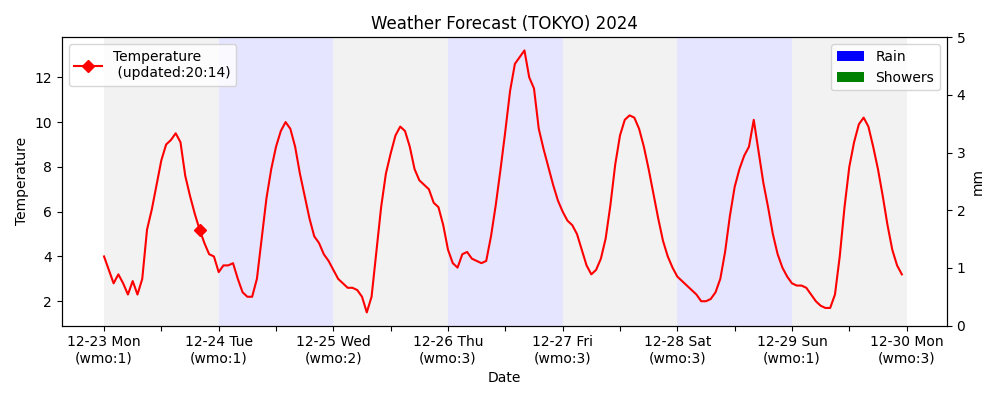 Weather Forecast (TOKYO) 2024
Temperature
(updated:20:14)
Rain
Showers
Temperature
12
10
8
6
4
2
5
4
3
2
1
0
mm
12-23 Mon 12-24 Tue 12-25 Wed 12-26 Thu 12-27 Fri 12-28 Sat 12-29 Sun 12-30 Mon
(wmo:1) (wmo:1) (wmo:2) (wmo:3) (wmo:3) (wmo:3) (wmo:1) (wmo:3)
Date